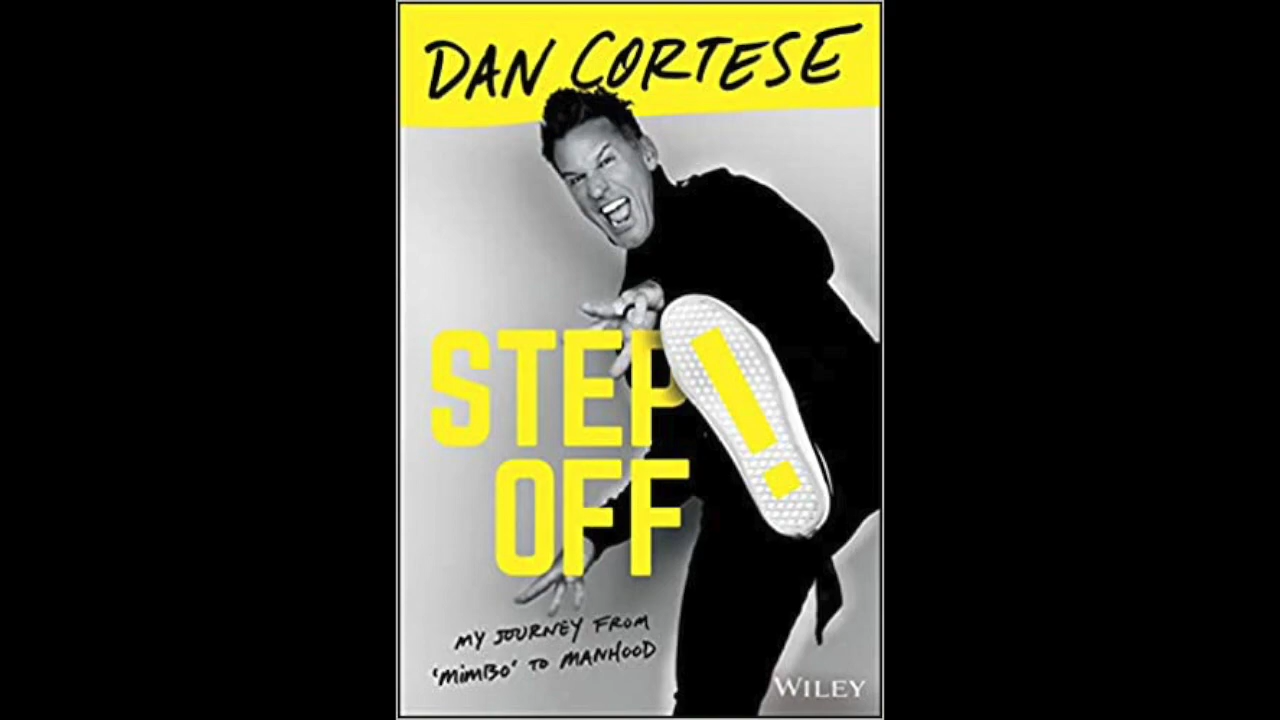 DAN CORTESE
STEP
OFF!
MY JOURNEY FROM
'MIMBO' TO MANHOOD
WILEY